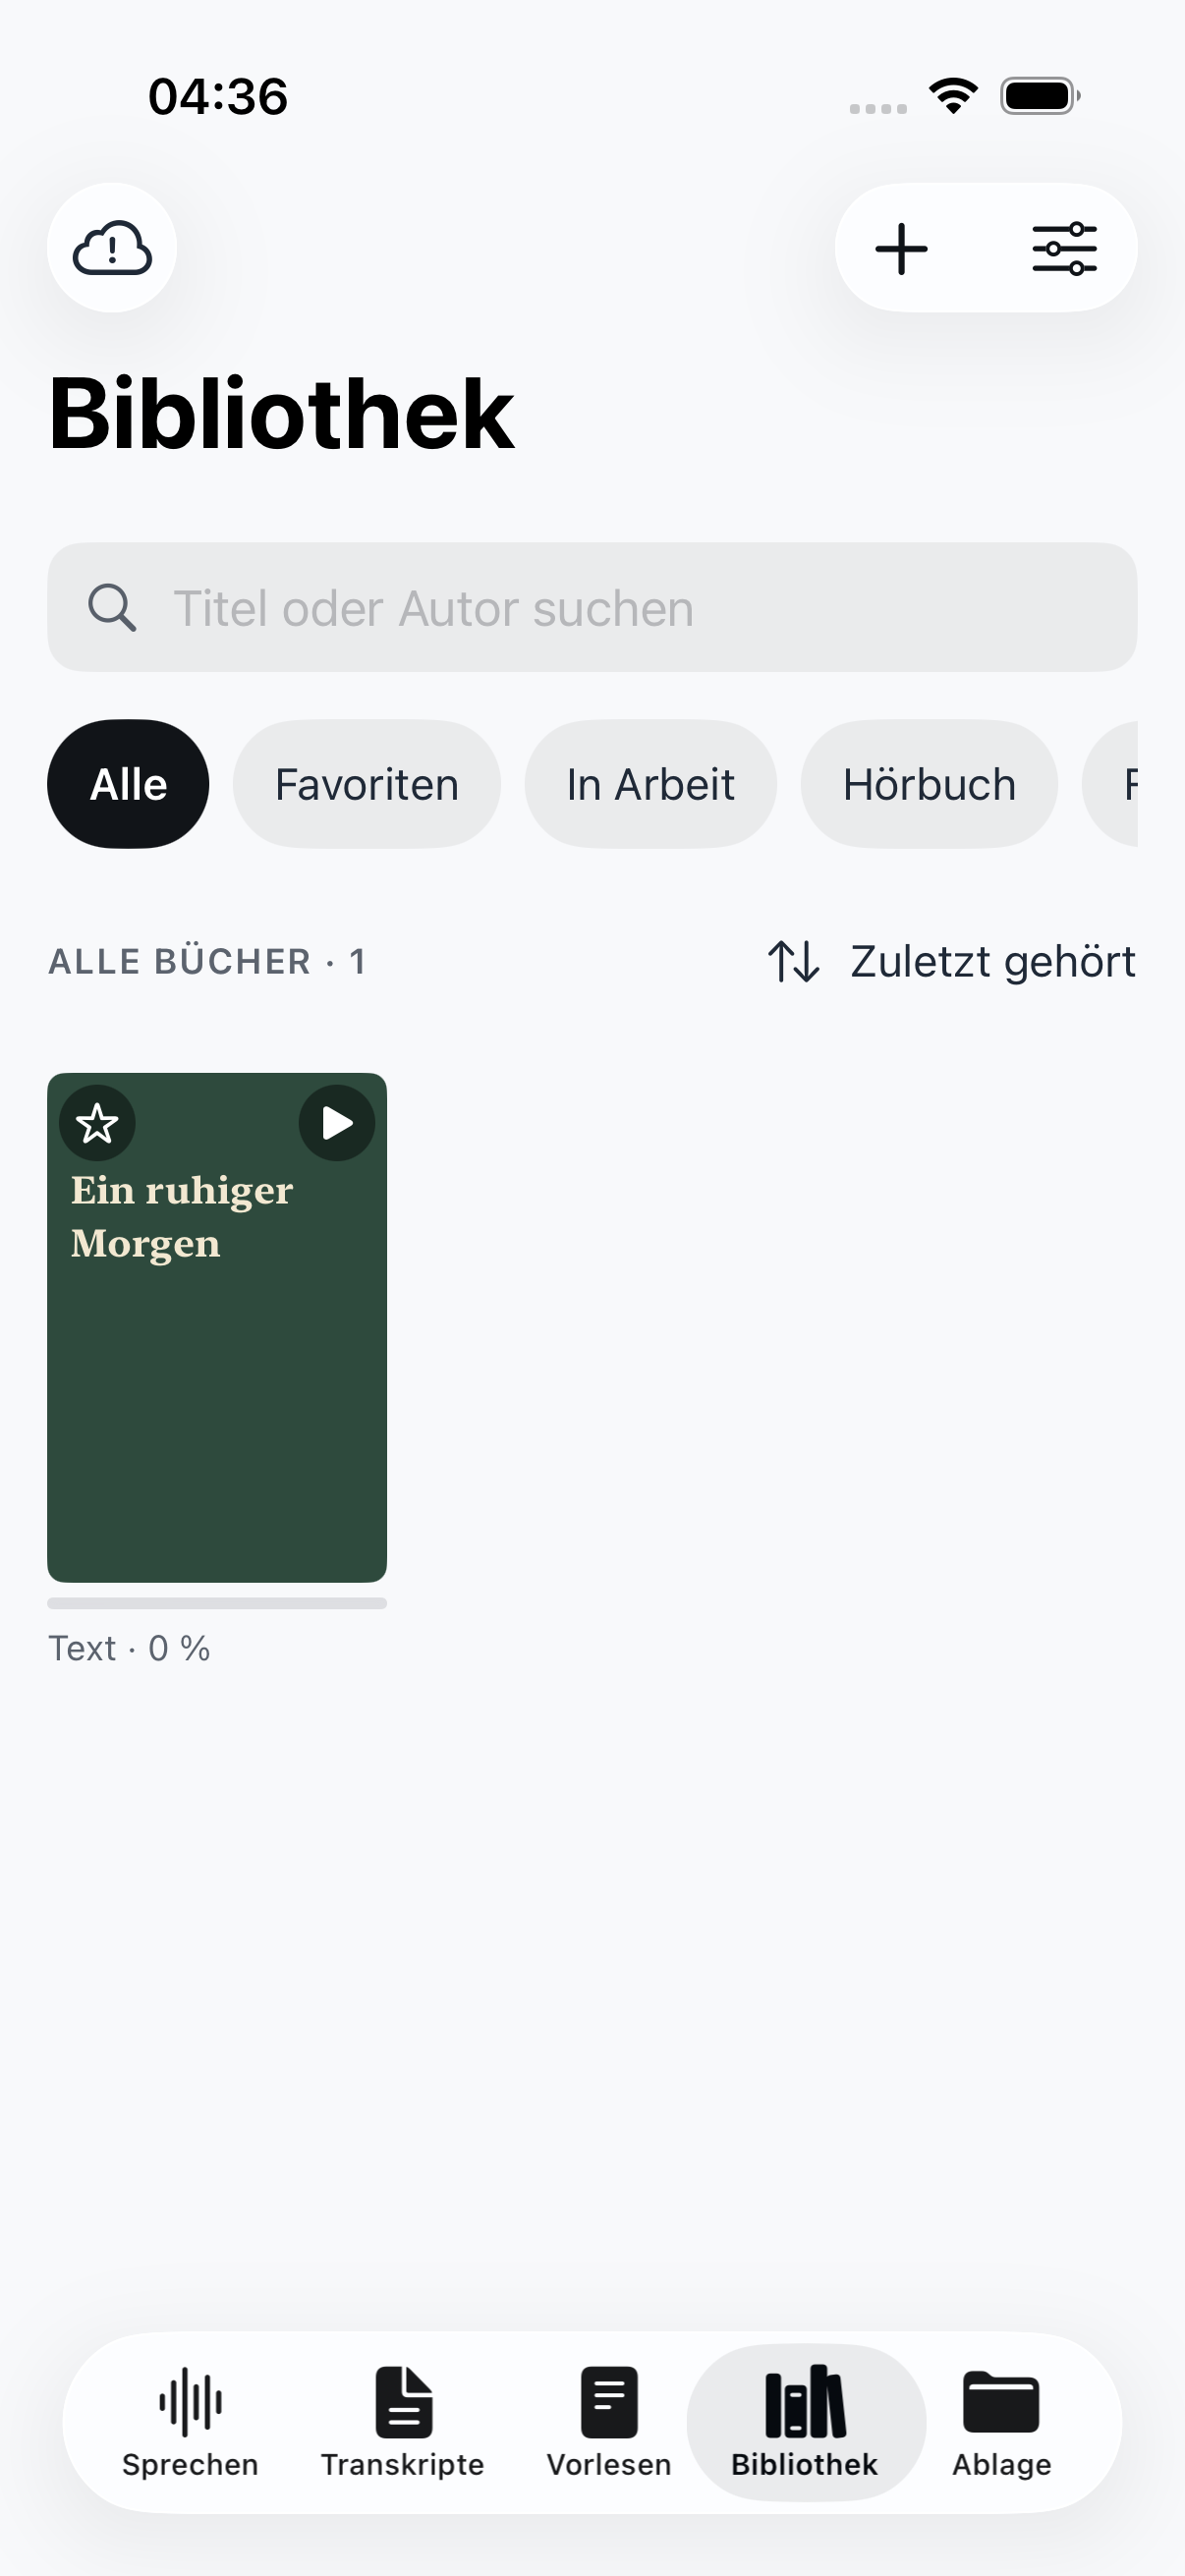 04:36
Bibliothek
Titel oder Autor suchen
Alle Favoriten In Arbeit Hörbuch
ALLE BÜCHER · 1 Zuletzt gehört
Ein ruhiger
Morgen
Text · 0 %
Sprechen Transkripte Vorlesen Bibliothek Ablage